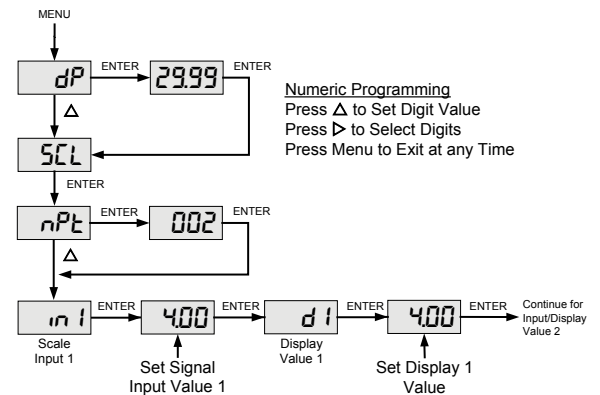 MENU
dP
ENTER
29.99
ENTER
Numeric Programming
Press △ to Set Digit Value
Press ▷ to Select Digits
Press Menu to Exit at any Time
△
SCL
ENTER
nPt
ENTER
002
ENTER
△
in 1
ENTER
4.00
ENTER
d 1
ENTER
4.00
ENTER
Continue for
Input/Display
Value 2
Scale
Input 1
Set Signal
Input Value 1
Display
Value 1
Set Display 1
Value